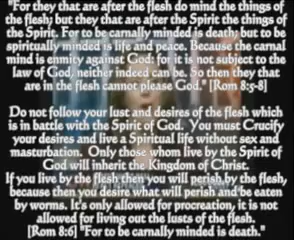 "For they that are after the flesh do mind the things of
the flesh; but they that are after the Spirit the things of
the Spirit. For to be carnally minded is death; but to be
spiritually minded is life and peace. Because the carnal
mind is enmity against God: for it is not subject to the
law of God, neither indeed can be. So then they that
are in the flesh cannot please God." [Rom 8:5-8]
Do not follow your lust and desires of the flesh which
is in battle with the Spirit of God. You must Crucify
your desires and live a Spiritual life without sex and
masturbation. Only those whom live by the Spirit of
God will inherit the Kingdom of Christ.
If you live by the flesh then you will perish by the flesh,
because then you desire what will perish and be eaten
by worms. It's only allowed for procreation, it is not
allowed for living out the lusts of the flesh.
[Rom 8:6] "For to be carnally minded is death."